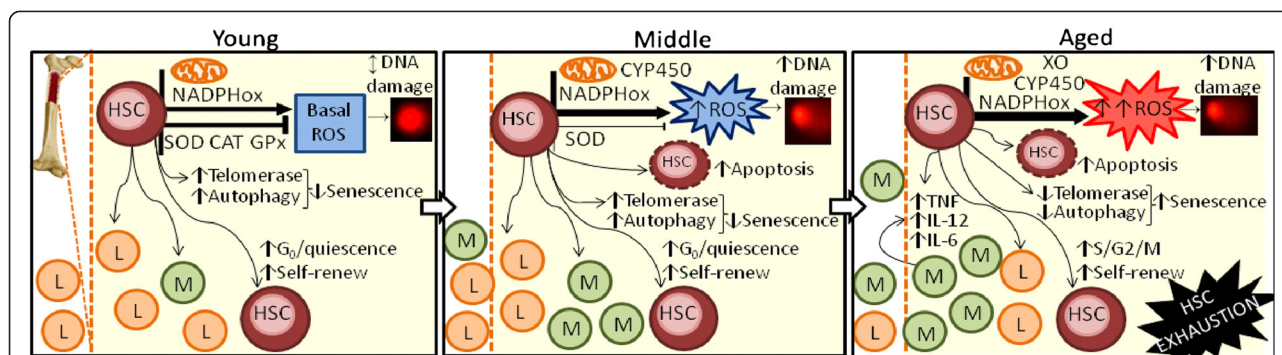 Young
HSC
NADPHox
Basal
ROS
↕DNA
damage
SOD CAT GPx
↑Telomerase
↑Autophagy
↓Senescence
↑G₀/quiescence
↑Self-renew
L
L
L
L
L
M
HSC
Middle
HSC
CYP450
NADPHox
↑ROS
↑DNA
damage
SOD
HSC
↑Apoptosis
↑Telomerase
↑Autophagy
↓Senescence
↑G₀/quiescence
↑Self-renew
M
L
L
L
M
M
M
HSC
Aged
HSC
XO
CYP450
NADPHox
↑↑ROS
↑DNA
damage
HSC
↑Apoptosis
M
↑TNF
↑IL-12
↑IL-6
↓Telomerase
↓Autophagy
↑Senescence
↑S/G2/M
↑Self-renew
M
M
L
M
M
L
L
M
HSC
HSC
EXHAUSTION